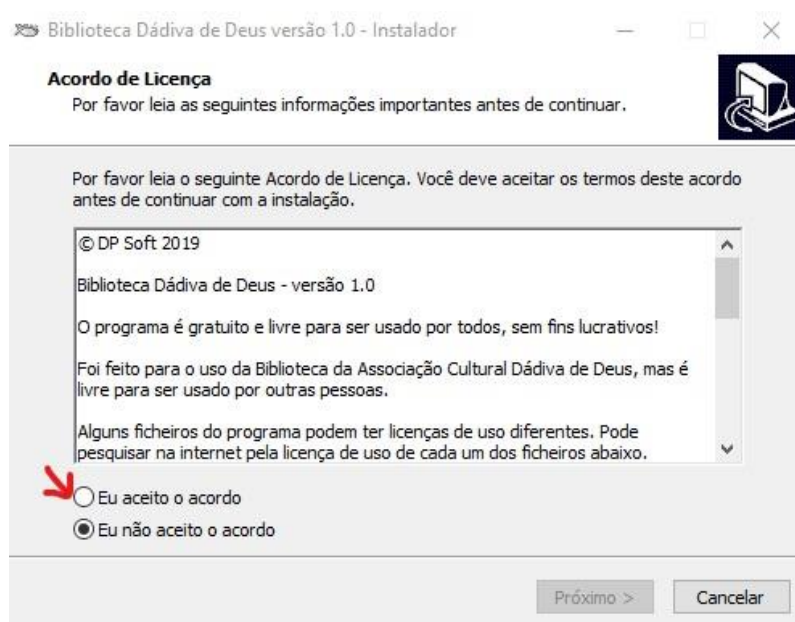 Biblioteca Dádiva de Deus versão 1.0 - Instalador
Acordo de Licença
Por favor leia as seguintes informações importantes antes de continuar.
Por favor leia o seguinte Acordo de Licença. Você deve aceitar os termos deste acordo
antes de continuar com a instalação.
© DP Soft 2019
Biblioteca Dádiva de Deus - versão 1.0
O programa é gratuito e livre para ser usado por todos, sem fins lucrativos!
Foi feito para o uso da Biblioteca da Associação Cultural Dádiva de Deus, mas é
livre para ser usado por outras pessoas.
Alguns ficheiros do programa podem ter licenças de uso diferentes. Pode
pesquisar na internet pela licença de uso de cada um dos ficheiros abaixo.
Eu aceito o acordo
Eu não aceito o acordo
Próximo >
Cancelar